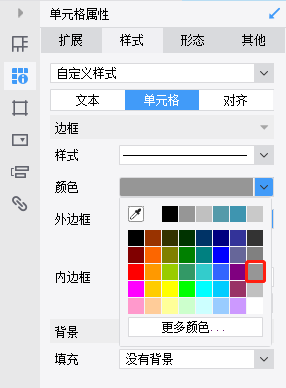 单元格属性
扩展 样式 形态 其他
自定义样式
文本 单元格 对齐
边框
样式
颜色
外边框
内边框
更多颜色...
背景
填充 没有背景